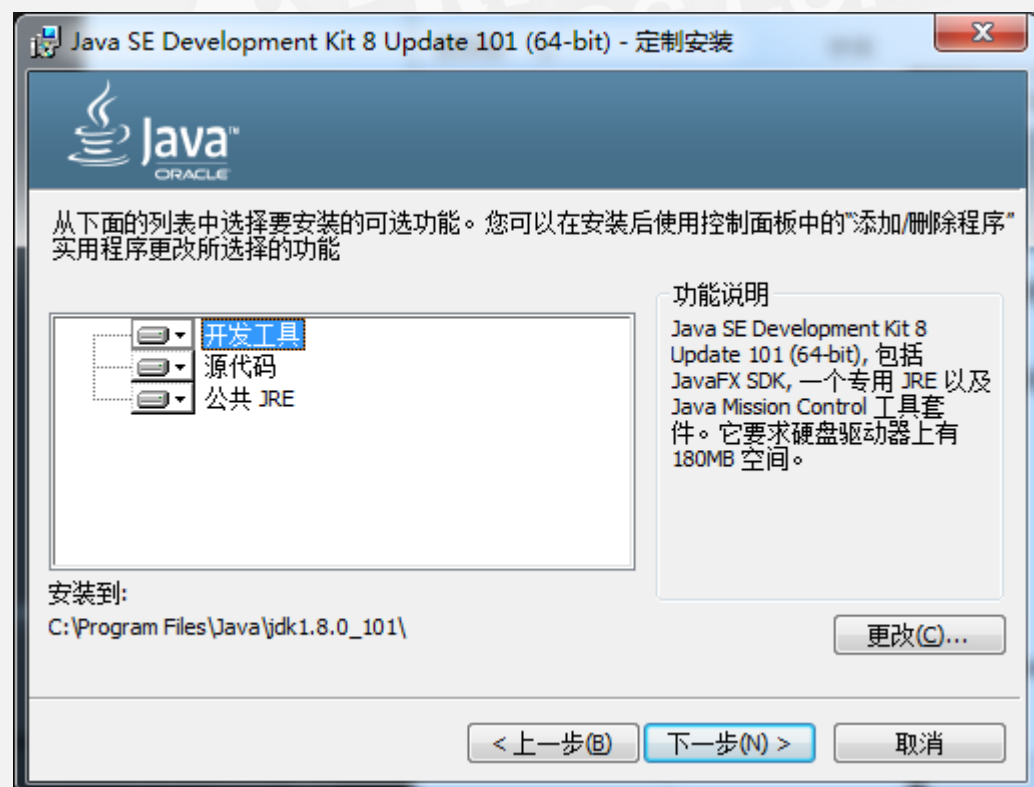 Java SE Development Kit 8 Update 101 (64-bit) - 定制安装
Java™
ORACLE
从下面的列表中选择要安装的可选功能。您可以在安装后使用控制面板中的“添加/删除程序”
实用程序更改所选择的功能
开发工具
源代码
公共 JRE
功能说明
Java SE Development Kit 8
Update 101 (64-bit), 包括
JavaFX SDK, 一个专用 JRE 以及
Java Mission Control 工具套
件。它要求硬盘驱动器上有
180MB 空间。
安装到:
C:\Program Files\Java\jdk1.8.0_101\
更改(C)...
< 上一步(B)
下一步(N) >
取消